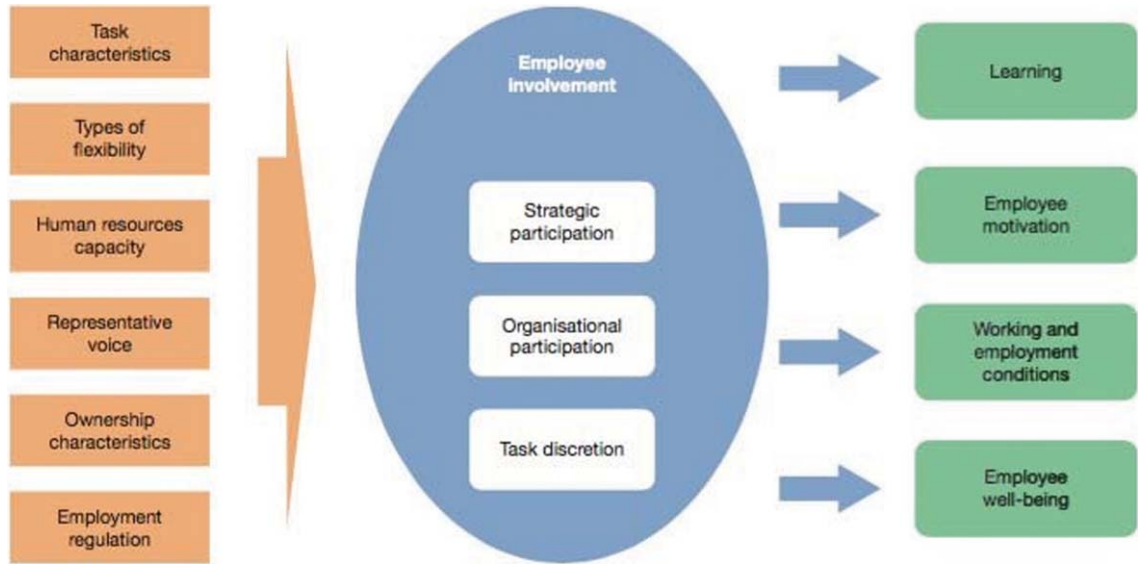 Task
characteristics
Types of
flexibility
Human resources
capacity
Representative
voice
Ownership
characteristics
Employment
regulation
Employee
involvement
Strategic
participation
Organisational
participation
Task discretion
Learning
Employee
motivation
Working and
employment
conditions
Employee
well-being